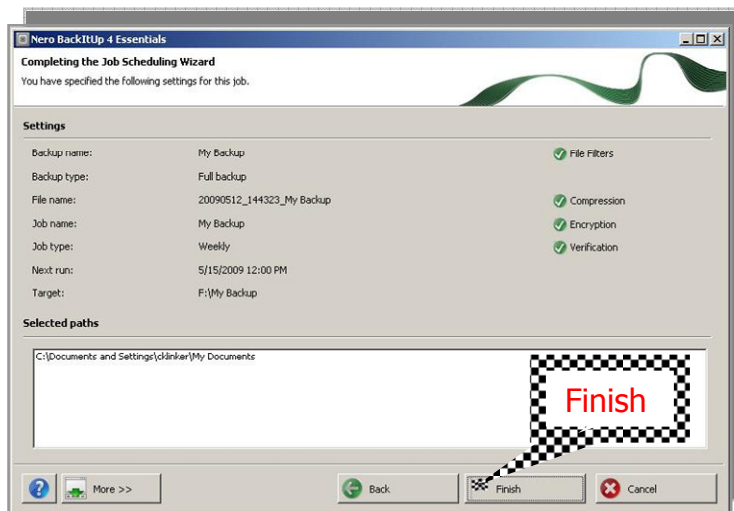 Nero BackItUp 4 Essentials
Completing the Job Scheduling Wizard
You have specified the following settings for this job.
Settings
Backup name: My Backup File Filters
Backup type: Full backup
File name: 20090512_144323_My Backup Compression
Job name: My Backup Encryption
Job type: Weekly Verification
Next run: 5/15/2009 12:00 PM
Target: F:\My Backup
Selected paths
C:\Documents and Settings\cklinker\My Documents
Finish
? More >> Back Finish Cancel